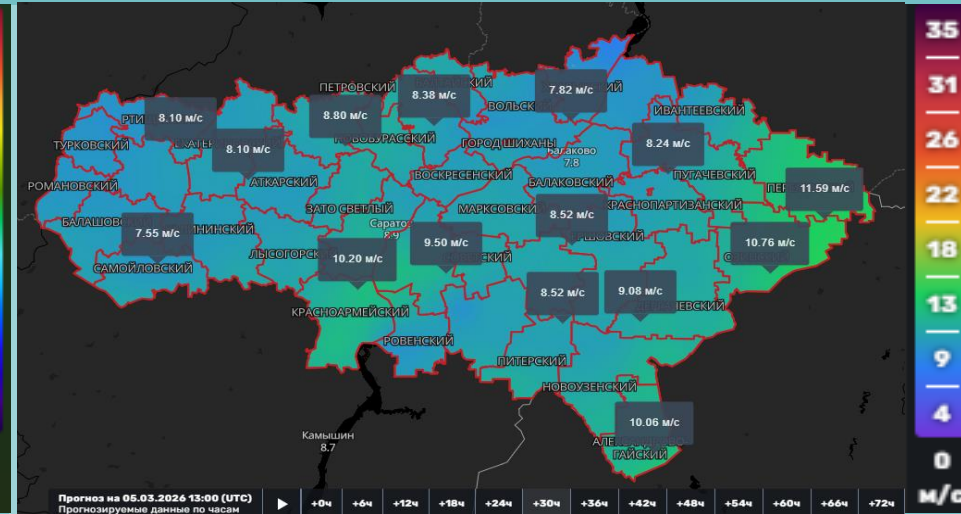 35
31
26
22
18
13
9
4
0
м/с
ПЕТРОВСКИЙ
8.38 м/с
7.82 м/с
8.10 м/с
8.80 м/с
ИВАНТЕЕВСКИЙ
ТУРКОВСКИЙ
8.10 м/с
ГОРОД ШИХАНЫ
Балаково
7.8
8.24 м/с
РОМАНОВСКИЙ
АТКАРСКИЙ
ВОСКРЕСЕНСКИЙ
БАЛАКОВСКИЙ
ПУГАЧЕВСКИЙ
11.59 м/с
ЗАТО СВЕТЛЫЙ
8.52 м/с
КРАСНОПАРТИЗАНСКИЙ
7.55 м/с
8.9
9.50 м/с
10.76 м/с
САМОЙЛОВСКИЙ
10.20 м/с
8.52 м/с
9.08 м/с
КРАСНОАРМЕЙСКИЙ
РОВЕНСКИЙ
ПИТЕРСКИЙ
НОВОУЗЕНСКИЙ
10.06 м/с
ГАЙСКИЙ
Камышин
8.7
Прогноз на 05.03.2026 13:00 (UTC)
Прогнозируемые данные по часам
+0ч +6ч +12ч +18ч +24ч +30ч +36ч +42ч +48ч +54ч +60ч +66ч +72ч